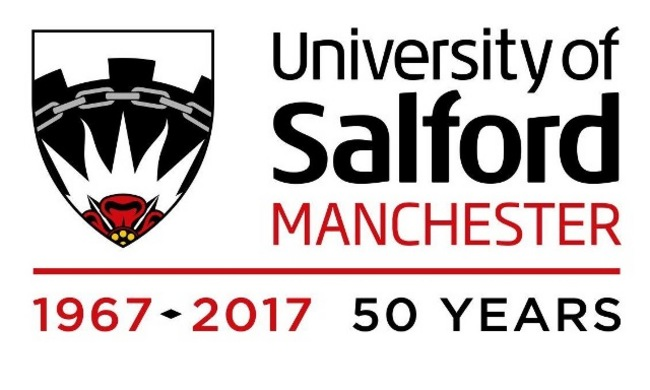 University of
Salford
MANCHESTER
1967-2017 50 YEARS